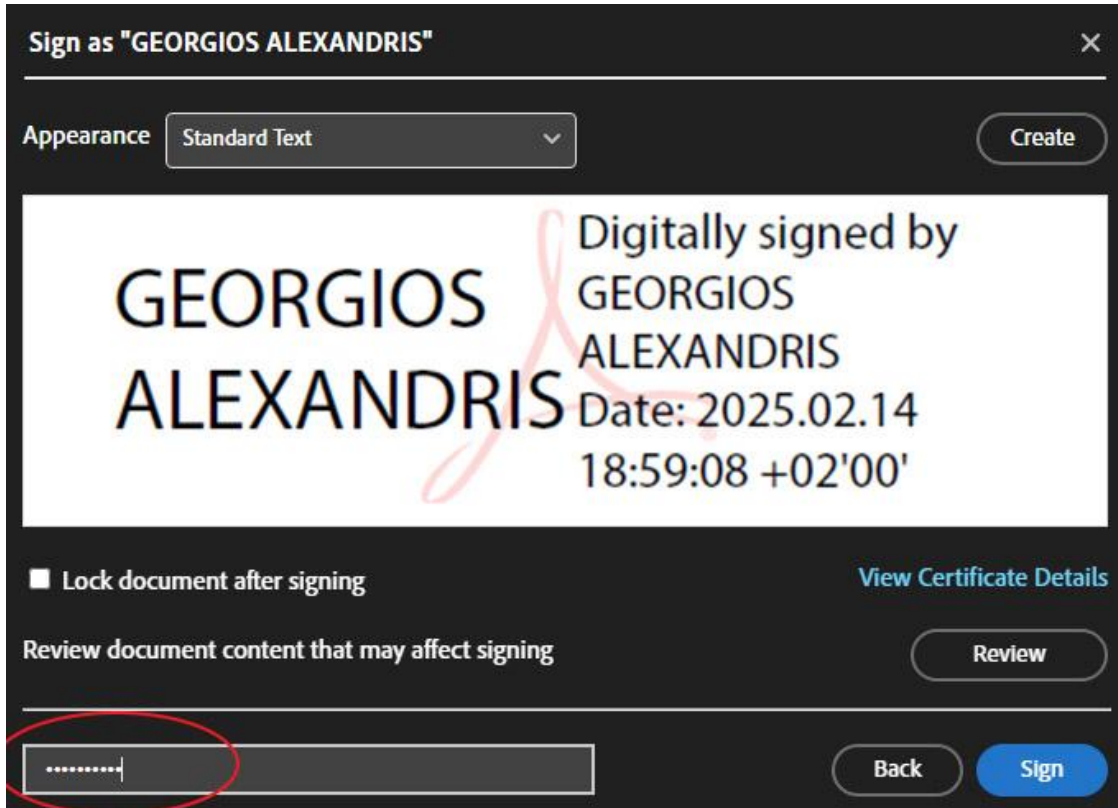 Sign as "GEORGIOS ALEXANDRIS"
Appearance Standard Text Create
GEORGIOS
ALEXANDRIS
Digitally signed by
GEORGIOS
ALEXANDRIS
Date: 2025.02.14
18:59:08 +02'00'
Lock document after signing View Certificate Details
Review document content that may affect signing Review
Back Sign